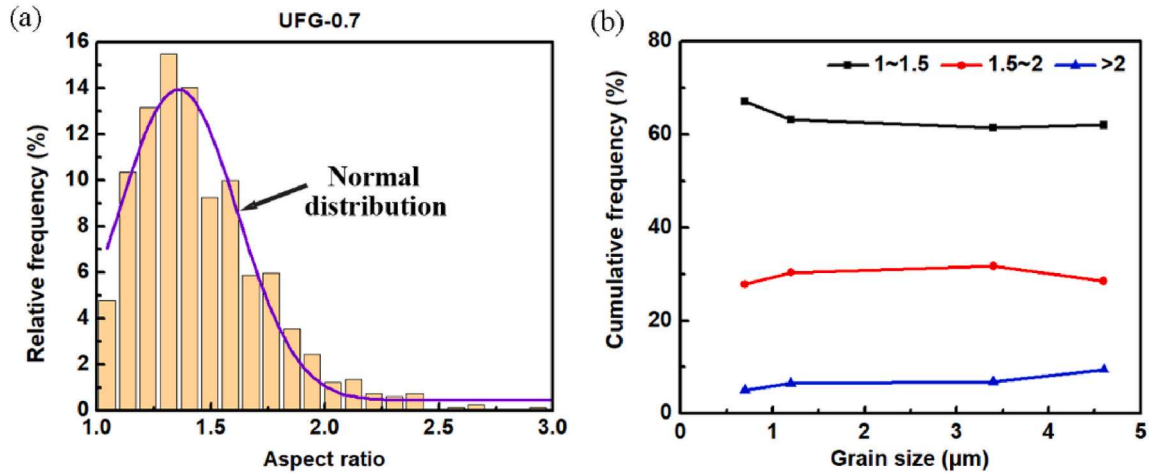 (a)
UFG-0.7
Relative frequency (%)
16
14
12
10
8
6
4
2
0
1.0 1.5 2.0 2.5 3.0
Aspect ratio
Normal
distribution
(b)
Cumulative frequency (%)
80
60
40
20
0
0 1 2 3 4 5
Grain size (μm)
1~1.5 1.5~2 >2